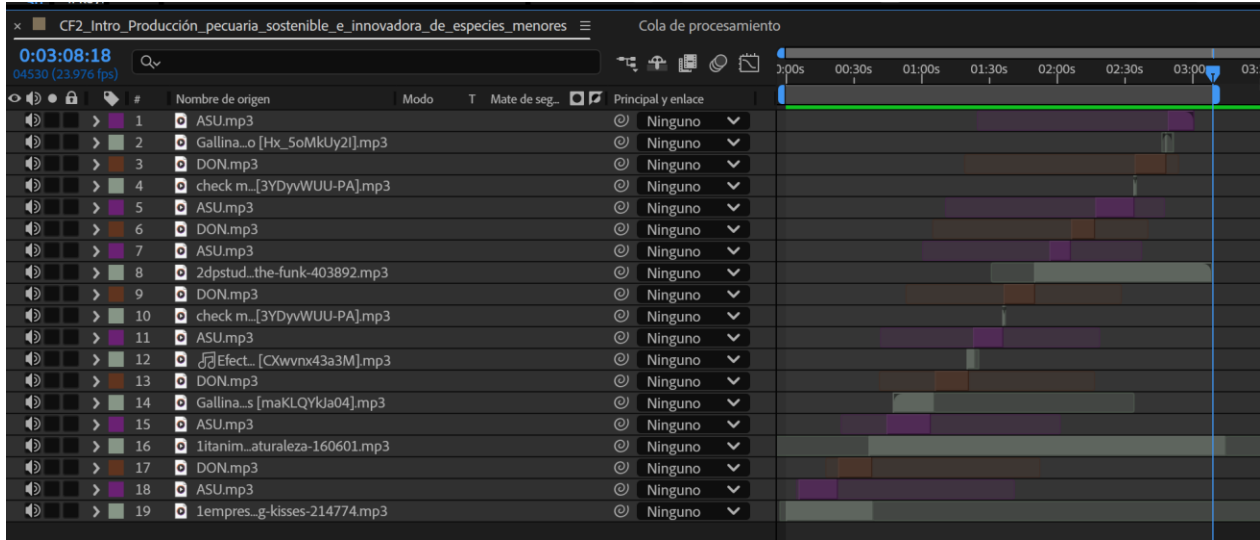 × CF2_Intro_Producción_pecuaria_sostenible_e_innovadora_de_especies_menores ≡ Cola de procesamiento
0:03:08:18
04530 (23.976 fps)
00s 00:30s 01:00s 01:30s 02:00s 02:30s 03:00 03:
# Nombre de origen Modo T Mate de seg... Principal y enlace
1 ASU.mp3 Ninguno
2 Gallina...o [Hx_5oMkUy2I].mp3 Ninguno
3 DON.mp3 Ninguno
4 check m...[3YDyvWUU-PA].mp3 Ninguno
5 ASU.mp3 Ninguno
6 DON.mp3 Ninguno
7 ASU.mp3 Ninguno
8 2dpstud...the-funk-403892.mp3 Ninguno
9 DON.mp3 Ninguno
10 check m...[3YDyvWUU-PA].mp3 Ninguno
11 ASU.mp3 Ninguno
12 Efect... [CXwvnx43a3M].mp3 Ninguno
13 DON.mp3 Ninguno
14 Gallina...s [maKLQYkJa04].mp3 Ninguno
15 ASU.mp3 Ninguno
16 1itanim...aturaleza-160601.mp3 Ninguno
17 DON.mp3 Ninguno
18 ASU.mp3 Ninguno
19 1empres...g-kisses-214774.mp3 Ninguno